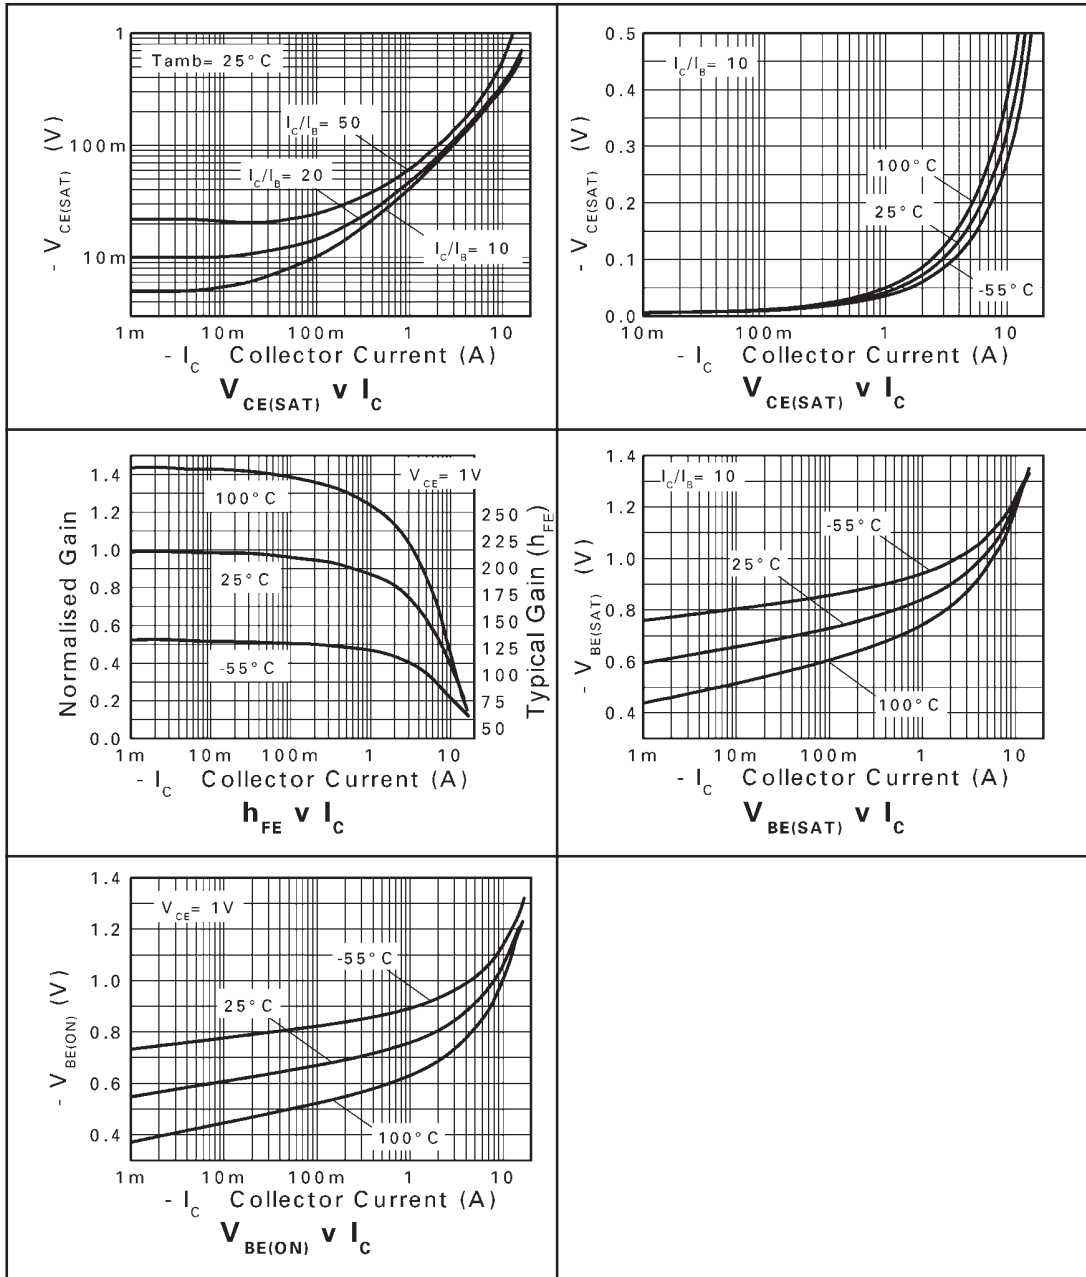 1
100m
10m
- V CE(SAT) (V)
Tamb= 25°C
I C/I B= 50
I C/I B= 20
I C/I B= 10
1m 10m 100m 1 10
- I C Collector Current (A)
V CE(SAT) v I C
0.5
0.4
0.3
0.2
0.1
0.0
- V CE(SAT) (V)
I C/I B= 10
100°C
25°C
-55°C
10m 100m 1 10
- I C Collector Current (A)
V CE(SAT) v I C
1.4
1.2
1.0
0.8
0.6
0.4
0.2
0.0
Normalised Gain
V CE= 1V
100°C
25°C
-55°C
250
225
200
175
150
125
100
75
50
Typical Gain (h FE)
1m 10m 100m 1 10
- I C Collector Current (A)
h FE v I C
1.4
1.2
1.0
0.8
0.6
0.4
- V BE(SAT) (V)
I C/I B= 10
-55°C
25°C
100°C
1m 10m 100m 1 10
- I C Collector Current (A)
V BE(SAT) v I C
1.4
1.2
1.0
0.8
0.6
0.4
- V BE(ON) (V)
V CE= 1V
-55°C
25°C
100°C
1m 10m 100m 1 10
- I C Collector Current (A)
V BE(ON) v I C